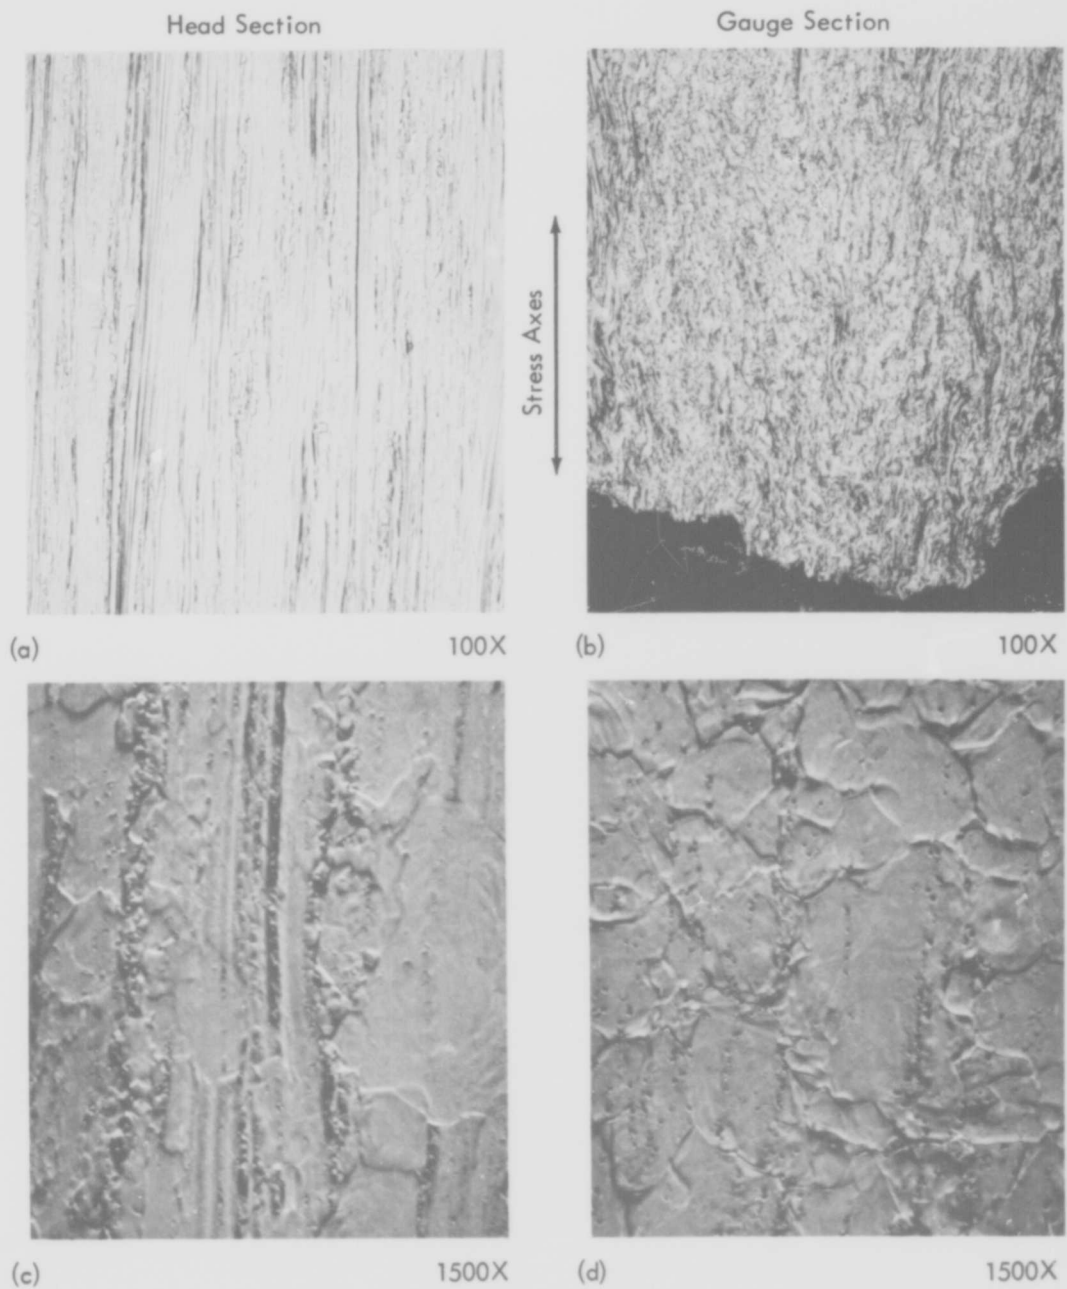 Head Section
Gauge Section
Stress Axes
(a)
100X
(b)
100X
(c)
1500X
(d)
1500X